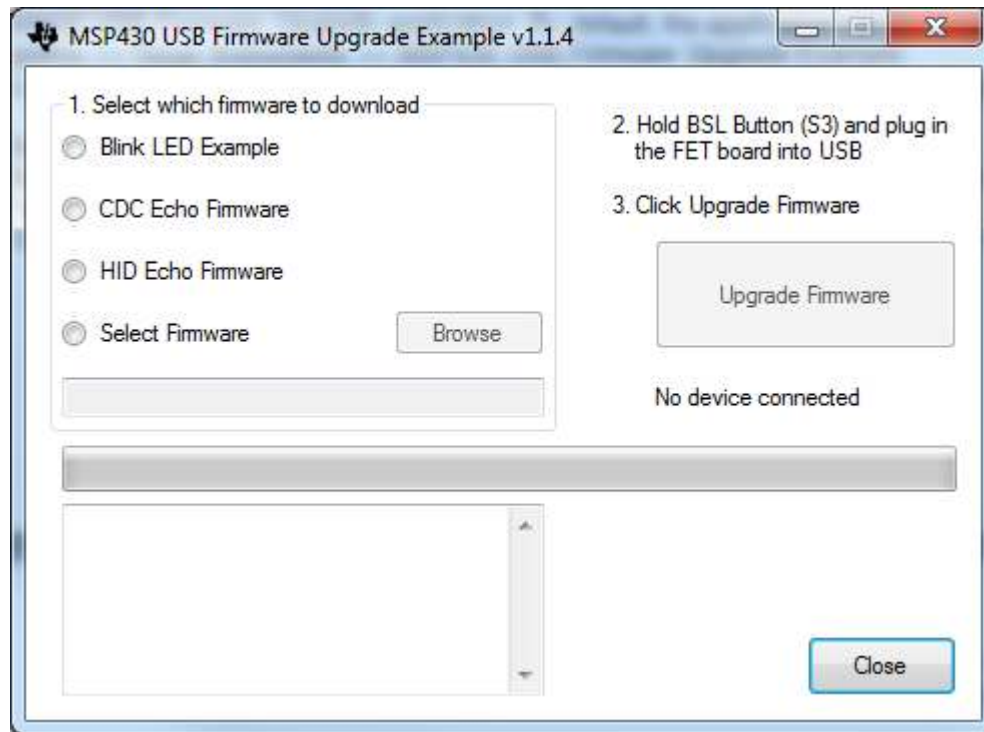 MSP430 USB Firmware Upgrade Example v1.1.4
1. Select which firmware to download
Blink LED Example
CDC Echo Firmware
HID Echo Firmware
Select Firmware
Browse
2. Hold BSL Button (S3) and plug in
the FET board into USB
3. Click Upgrade Firmware
Upgrade Firmware
No device connected
Close